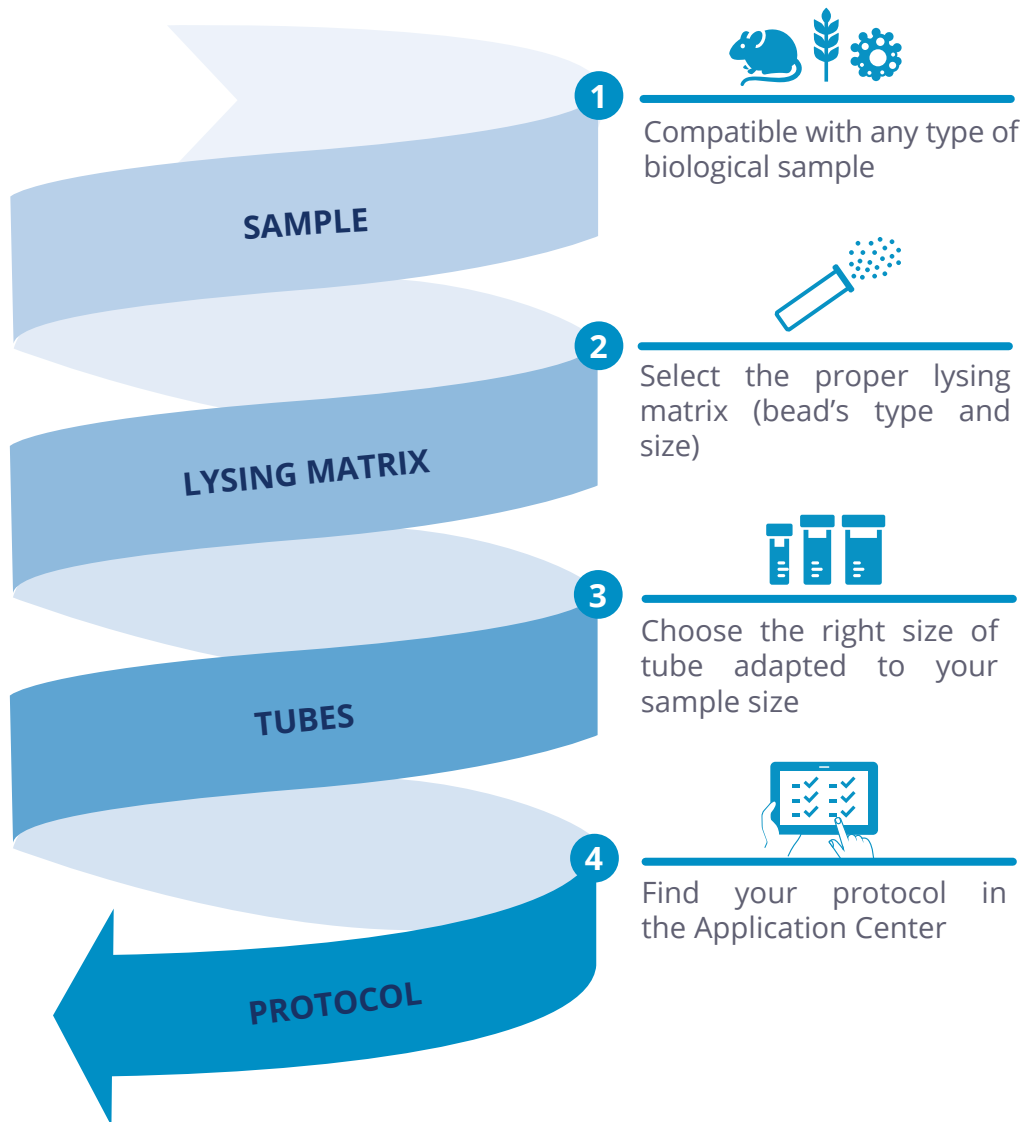 1
Compatible with any type of
biological sample
SAMPLE
2
Select the proper lysing
matrix (bead’s type and
size)
LYSING MATRIX
3
Choose the right size of
tube adapted to your
sample size
TUBES
4
Find your protocol in
the Application Center
PROTOCOL